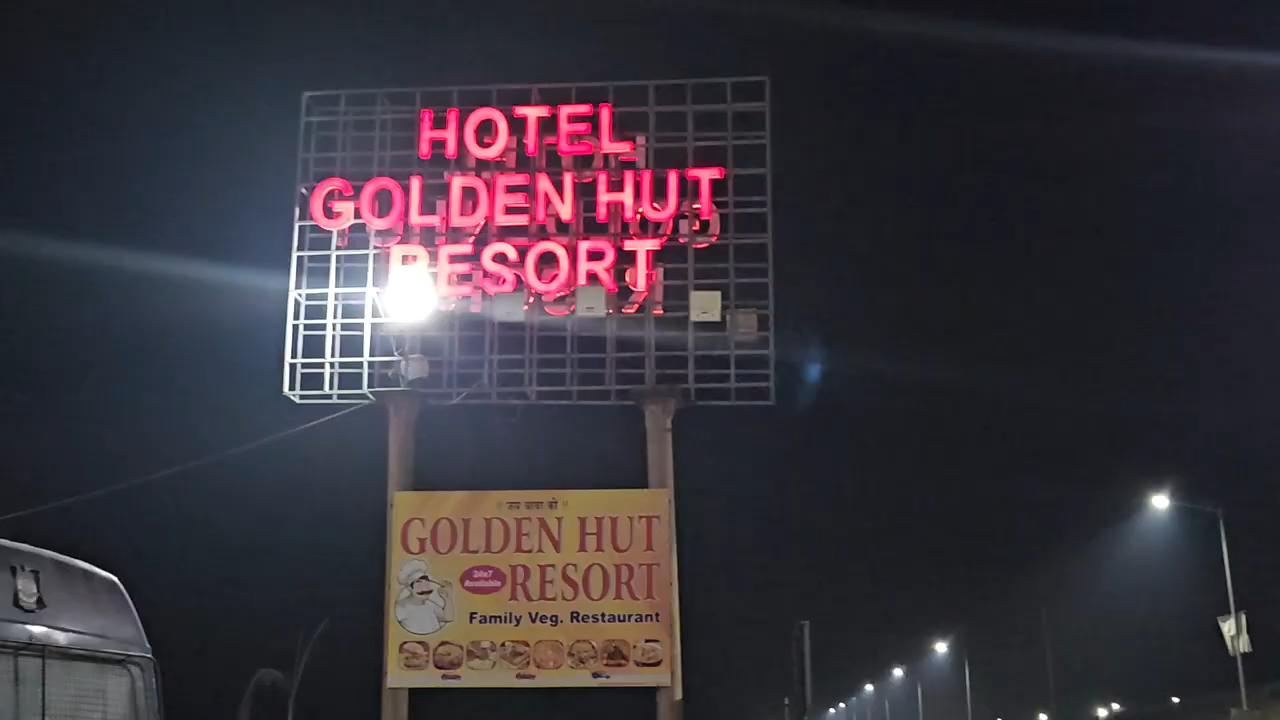 HOTEL
GOLDEN HUT
RESORT
॥ जय बाबा की ॥
GOLDEN HUT
24x7
Available
RESORT
Family Veg. Restaurant